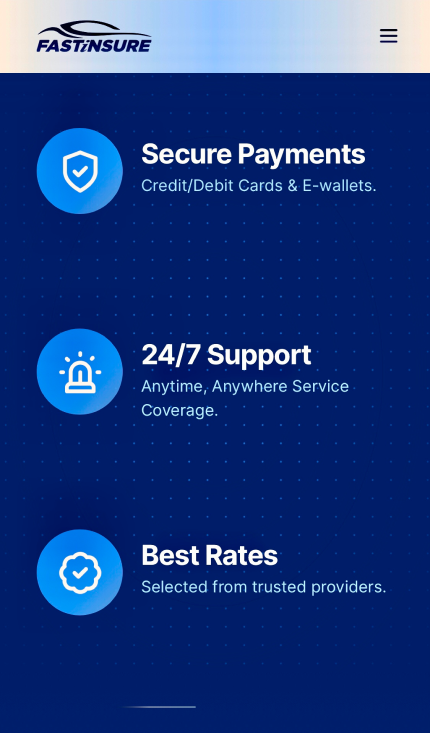 FASTINSURE
Secure Payments
Credit/Debit Cards & E-wallets.
24/7 Support
Anytime, Anywhere Service
Coverage.
Best Rates
Selected from trusted providers.